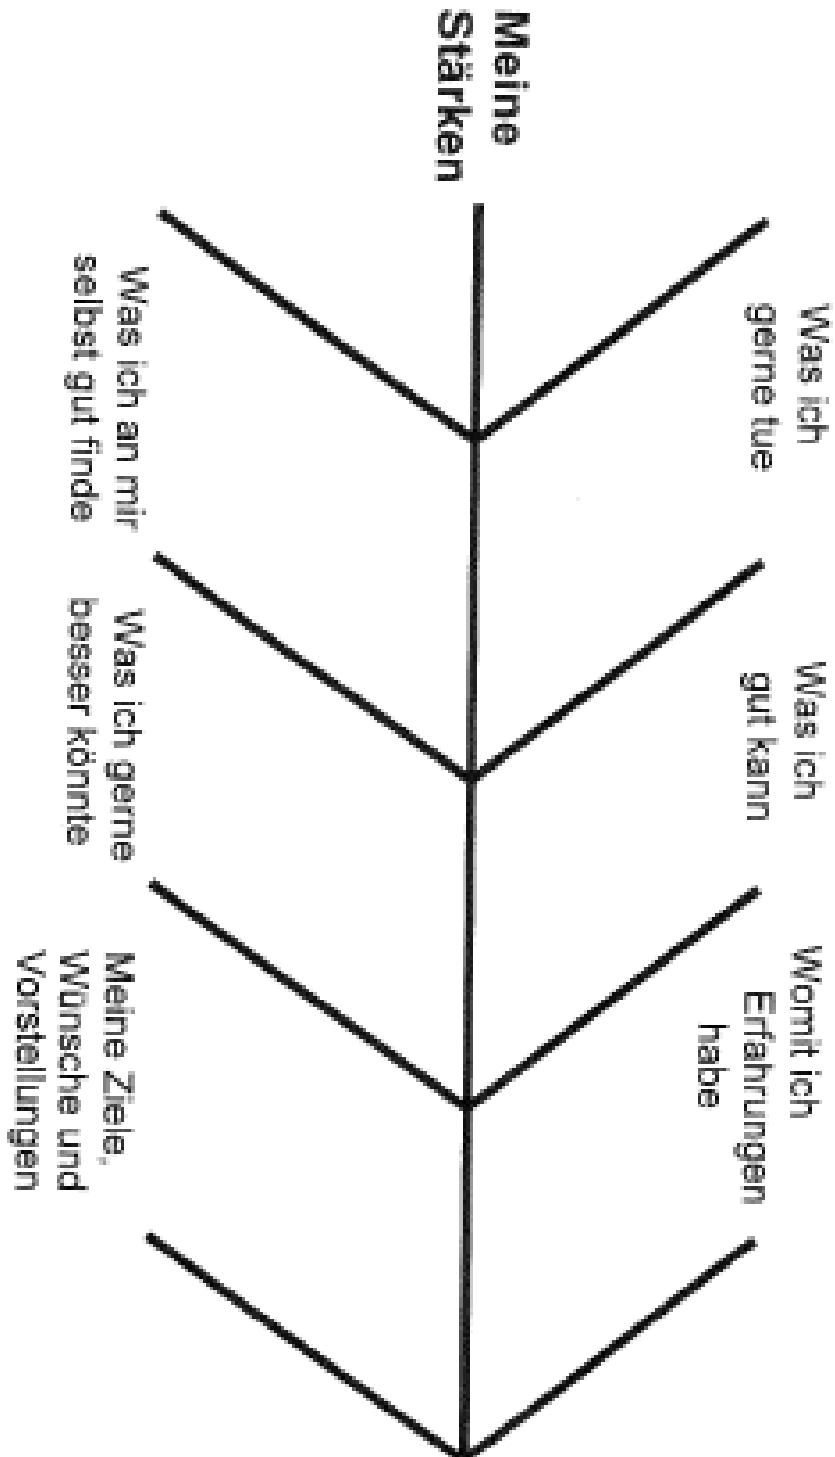 Meine
Stärken
Was ich
gerne tue
Was ich
gut kann
Womit ich
Erfahrungen
habe
Was ich an mir
selbst gut finde
Was ich gerne
besser könnte
Meine Ziele,
Wünsche und
Vorstellungen